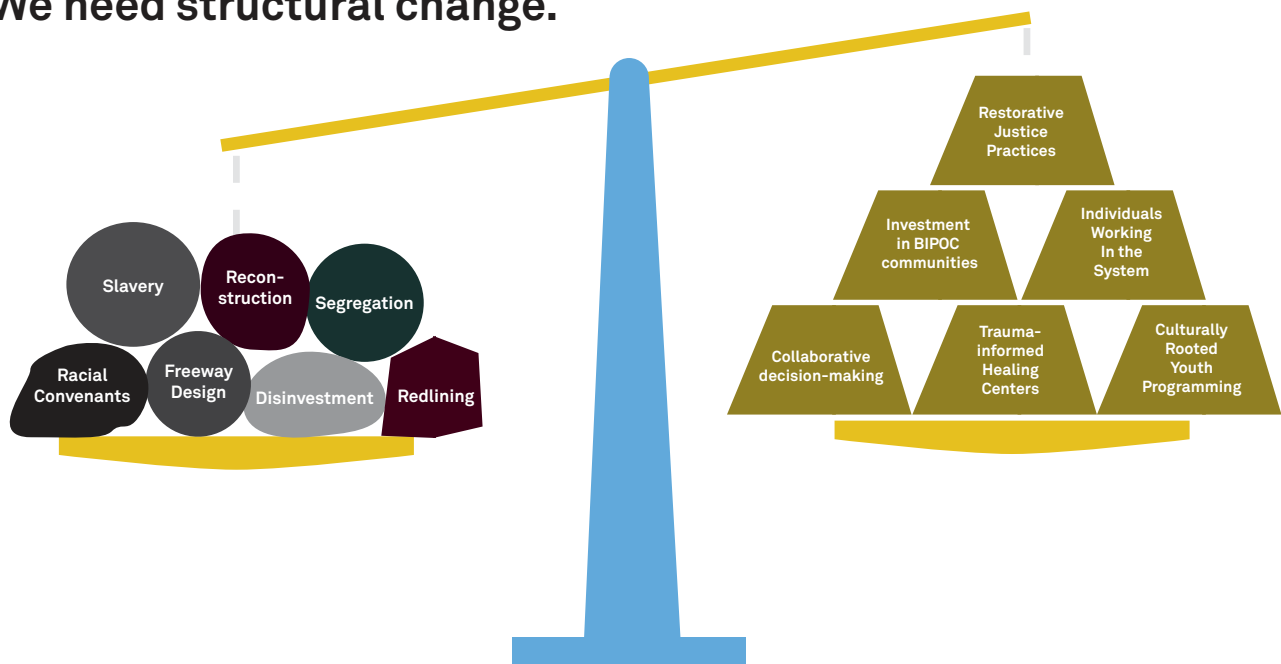 We need structural change.
Restorative
Justice
Practices
Investment
in BIPOC
communities
Individuals
Working
In the
System
Slavery
Recon-
struction
Segregation
Racial
Convenants
Freeway
Design
Disinvestment
Redlining
Collaborative
decision-making
Trauma-
informed
Healing
Centers
Culturally
Rooted
Youth
Programming